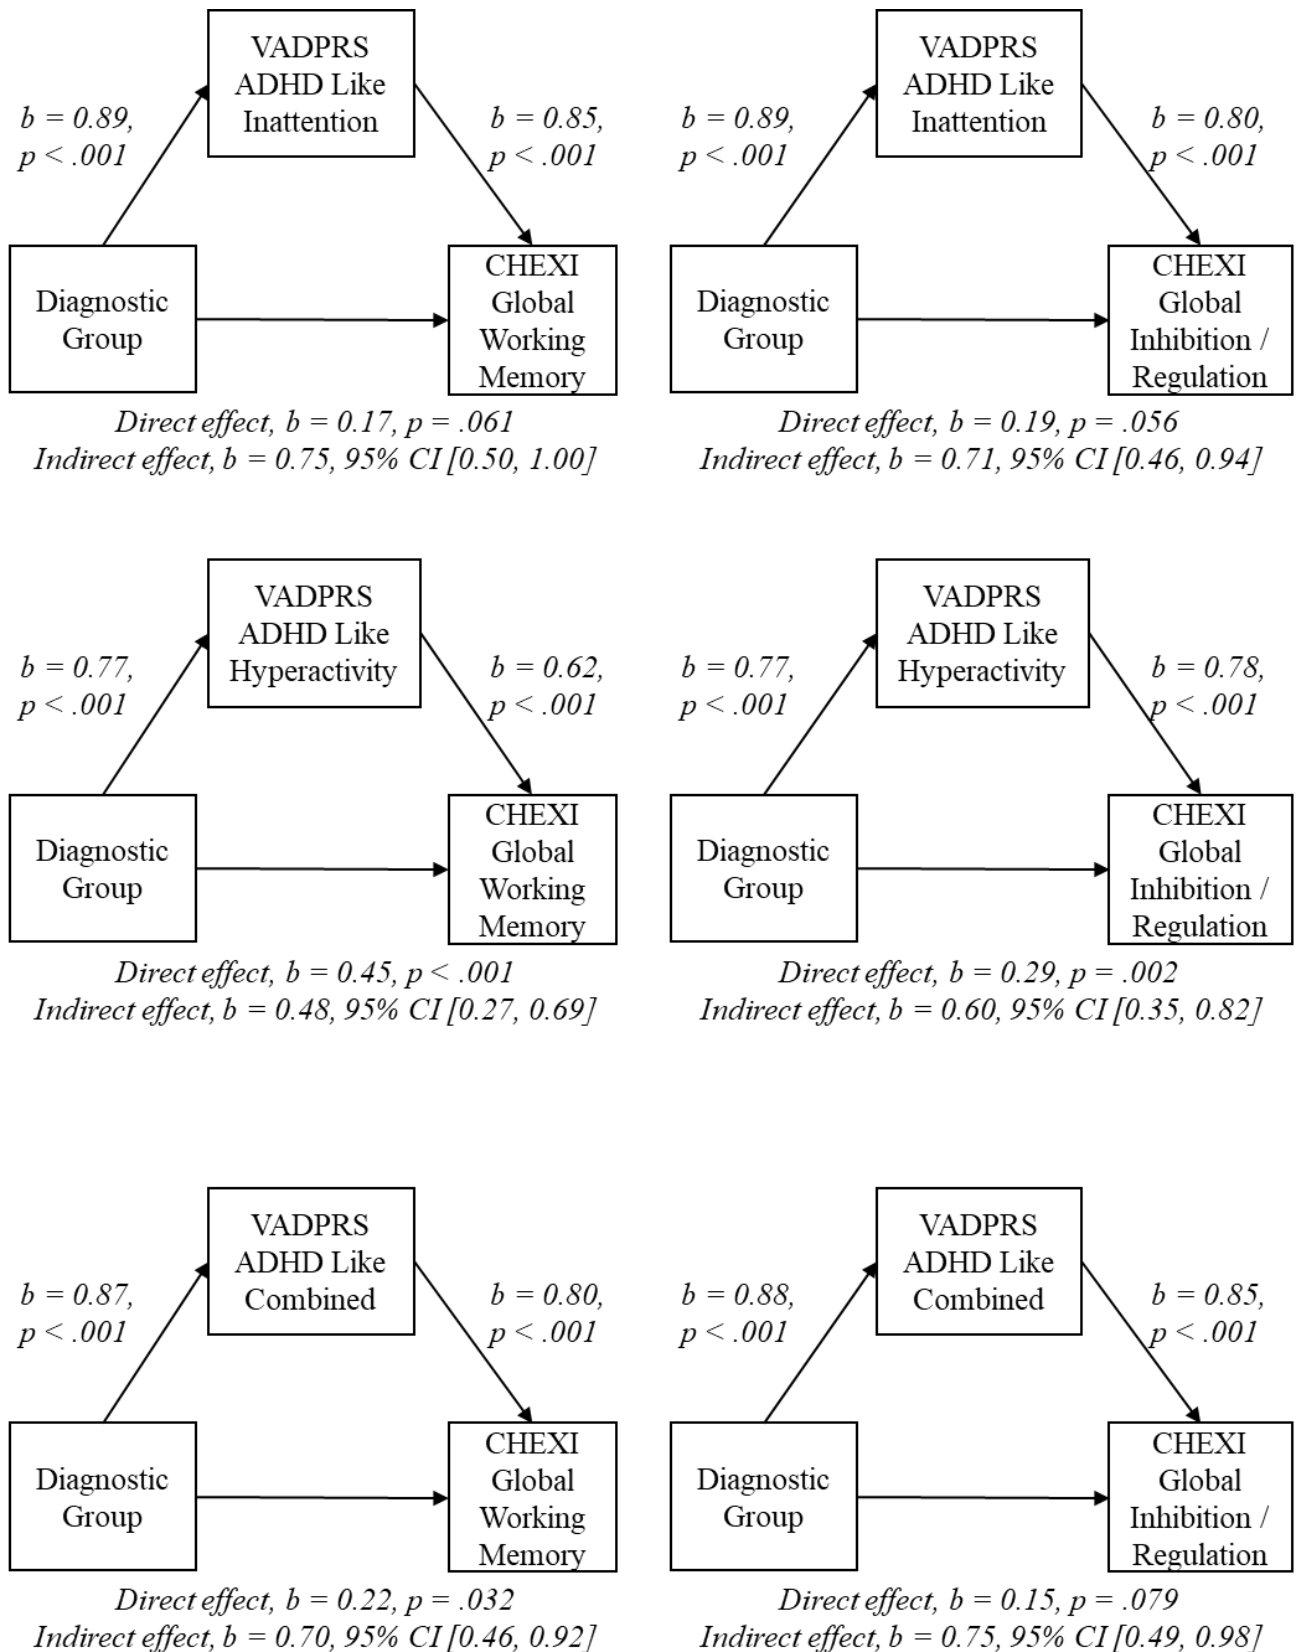 VADPRS
ADHD Like
Inattention
b = 0.89,
p < .001
b = 0.85,
p < .001
Diagnostic
Group
CHEXI
Global
Working
Memory
Direct effect, b = 0.17, p = .061
Indirect effect, b = 0.75, 95% CI [0.50, 1.00]
VADPRS
ADHD Like
Inattention
b = 0.89,
p < .001
b = 0.80,
p < .001
Diagnostic
Group
CHEXI
Global
Inhibition /
Regulation
Direct effect, b = 0.19, p = .056
Indirect effect, b = 0.71, 95% CI [0.46, 0.94]
VADPRS
ADHD Like
Hyperactivity
b = 0.77,
p < .001
b = 0.62,
p < .001
Diagnostic
Group
CHEXI
Global
Working
Memory
Direct effect, b = 0.45, p < .001
Indirect effect, b = 0.48, 95% CI [0.27, 0.69]
VADPRS
ADHD Like
Hyperactivity
b = 0.77,
p < .001
b = 0.78,
p < .001
Diagnostic
Group
CHEXI
Global
Inhibition /
Regulation
Direct effect, b = 0.29, p = .002
Indirect effect, b = 0.60, 95% CI [0.35, 0.82]
VADPRS
ADHD Like
Combined
b = 0.87,
p < .001
b = 0.80,
p < .001
Diagnostic
Group
CHEXI
Global
Working
Memory
Direct effect, b = 0.22, p = .032
Indirect effect, b = 0.70, 95% CI [0.46, 0.92]
VADPRS
ADHD Like
Combined
b = 0.88,
p < .001
b = 0.85,
p < .001
Diagnostic
Group
CHEXI
Global
Inhibition /
Regulation
Direct effect, b = 0.15, p = .079
Indirect effect, b = 0.75, 95% CI [0.49, 0.98]